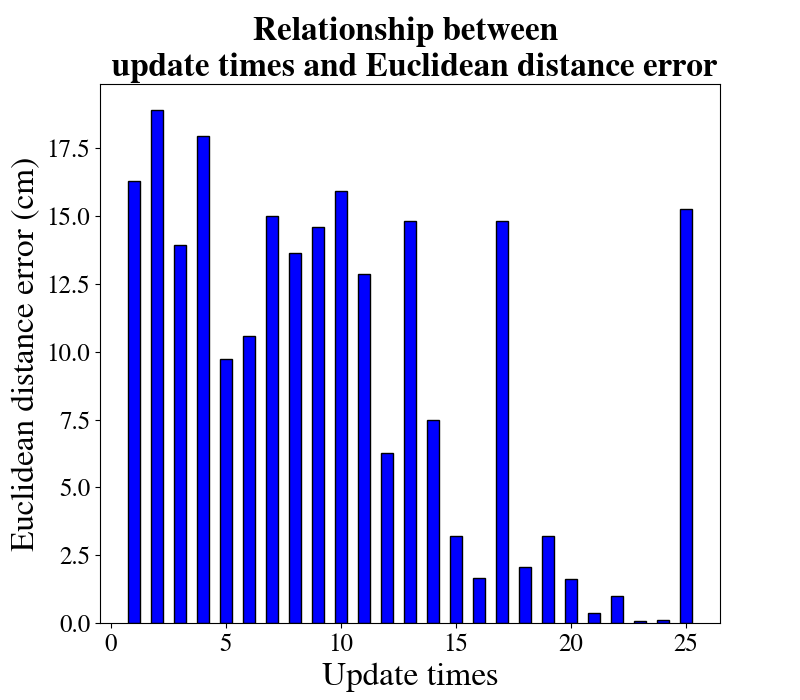 Relationship between
update times and Euclidean distance error
Euclidean distance error (cm)
17.5
15.0
12.5
10.0
7.5
5.0
2.5
0.0
0 5 10 15 20 25
Update times